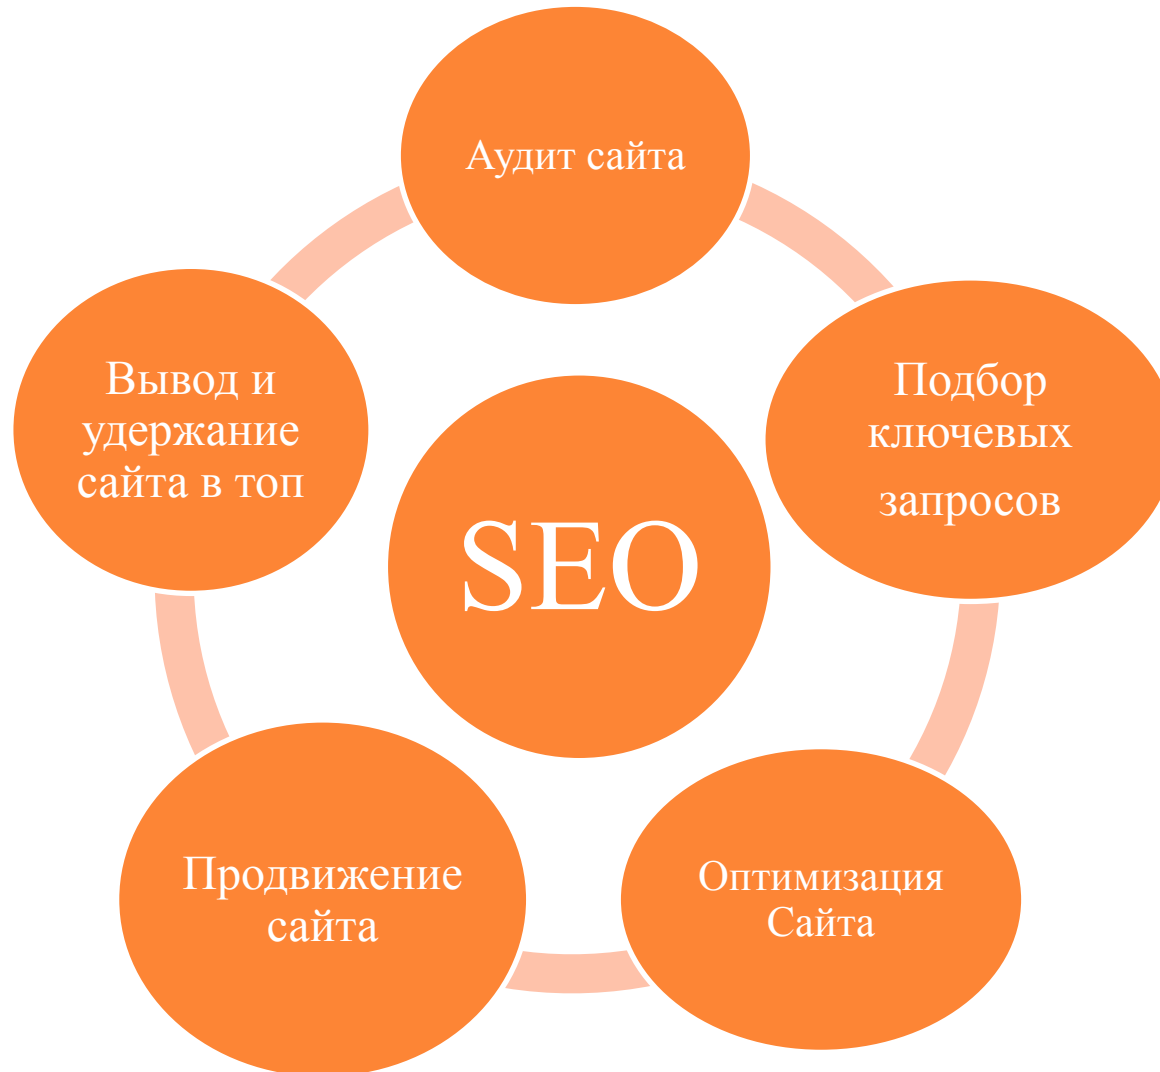 Аудит сайта
Подбор
ключевых
запросов
Оптимизация
Сайта
Продвижение
сайта
Вывод и
удержание
сайта в топ
SEO